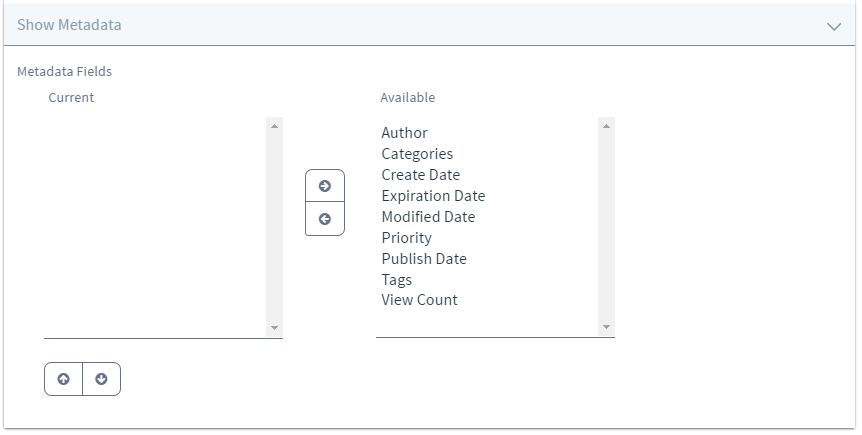 Show Metadata
Metadata Fields
Current
Available
Author
Categories
Create Date
Expiration Date
Modified Date
Priority
Publish Date
Tags
View Count